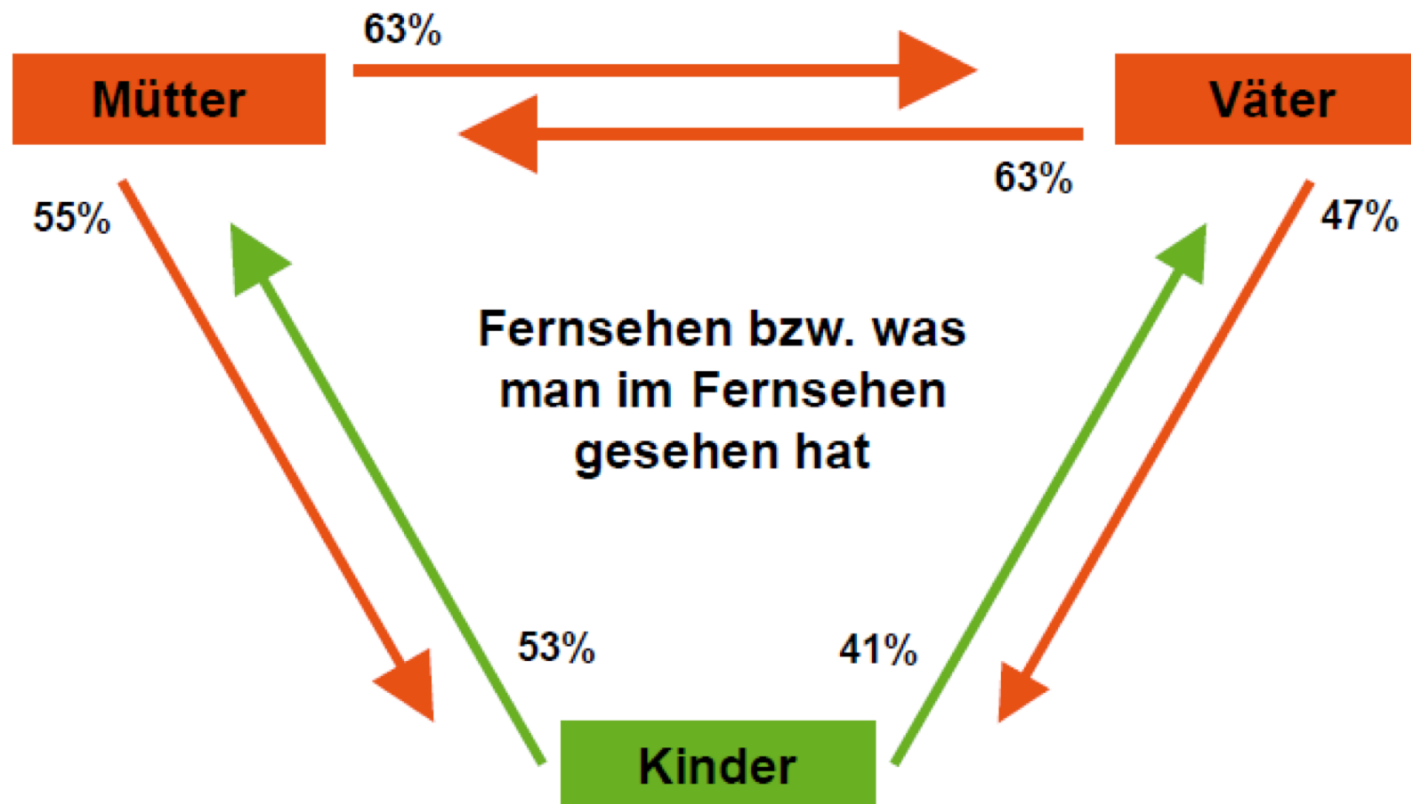 63%
Mütter
Väter
63%
55%
47%
Fernsehen bzw. was
man im Fernsehen
gesehen hat
53%
41%
Kinder